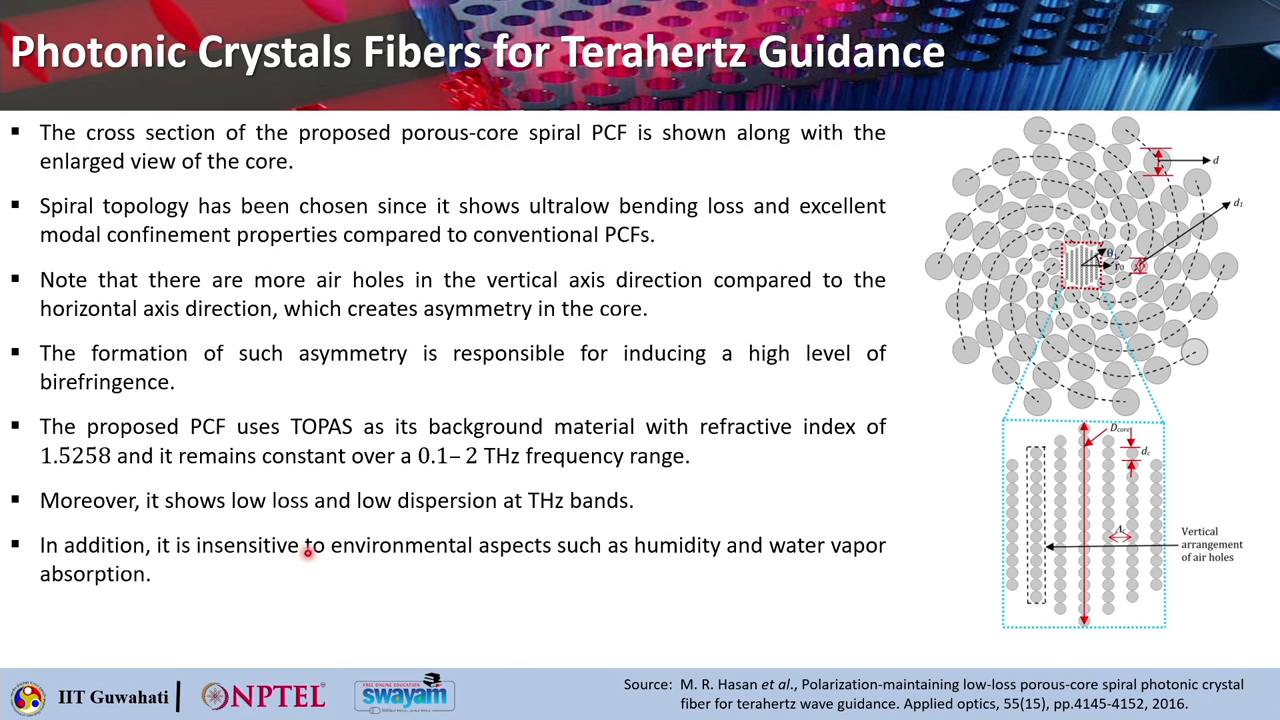 Photonic Crystals Fibers for Terahertz Guidance
▪ The cross section of the proposed porous-core spiral PCF is shown along with the
enlarged view of the core.
▪ Spiral topology has been chosen since it shows ultralow bending loss and excellent
modal confinement properties compared to conventional PCFs.
▪ Note that there are more air holes in the vertical axis direction compared to the
horizontal axis direction, which creates asymmetry in the core.
▪ The formation of such asymmetry is responsible for inducing a high level of
birefringence.
▪ The proposed PCF uses TOPAS as its background material with refractive index of
1.5258 and it remains constant over a 0.1– 2 THz frequency range.
▪ Moreover, it shows low loss and low dispersion at THz bands.
▪ In addition, it is insensitive to environmental aspects such as humidity and water vapor
absorption.
d
d1
θ
r0
Dcore
dc
Λc
Vertical
arrangement
of air holes
IIT Guwahati
NPTEL
FREE ONLINE EDUCATION
swayam
Source: M. R. Hasan et al., Polarization-maintaining low-loss porous-core spiral photonic crystal
fiber for terahertz wave guidance. Applied optics, 55(15), pp.4145-4152, 2016.